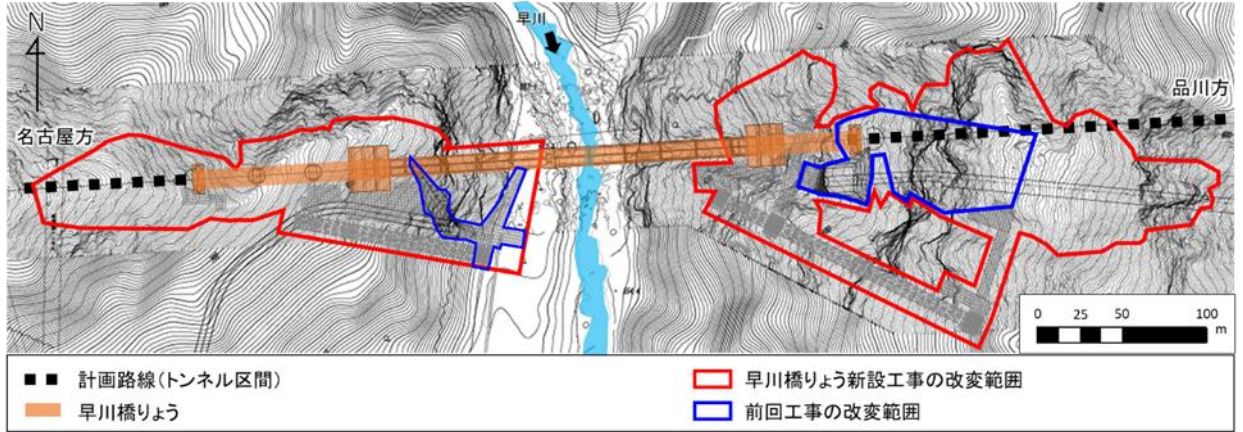 N
早川
品川方
名古屋方
0 25 50 100
m
計画路線(トンネル区間)
早川橋りょう新設工事の改変範囲
早川橋りょう
前回工事の改変範囲